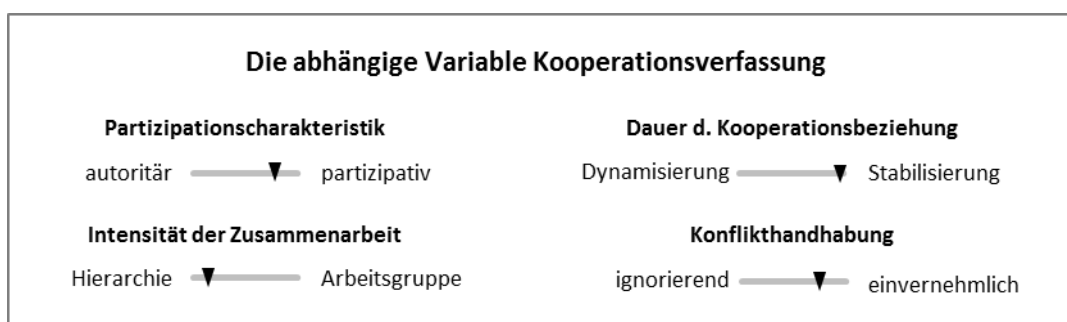 Die abhängige Variable Kooperationsverfassung
Partizipationscharakteristik
autoritär
partizipativ
Dauer d. Kooperationsbeziehung
Dynamisierung
Stabilisierung
Intensität der Zusammenarbeit
Hierarchie
Arbeitsgruppe
Konflikthandhabung
ignorierend
einvernehmlich